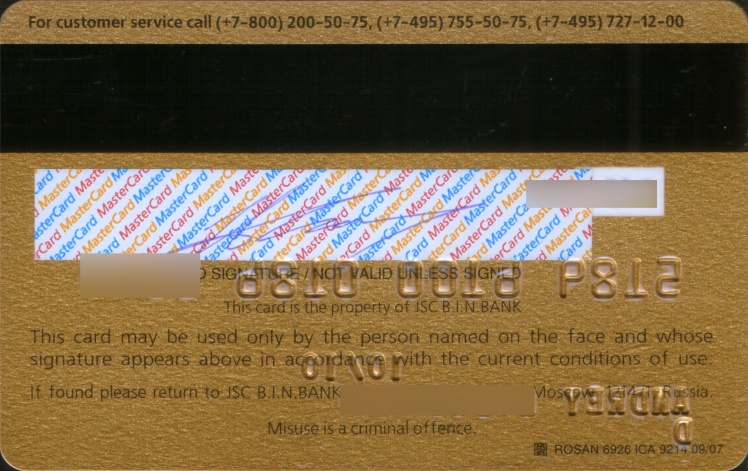 For customer service call (+7-800) 200-50-75, (+7-495) 755-50-75, (+7-495) 727-12-00
MasterCard MasterCard MasterCard MasterCard
SIGNATURE / NOT VALID UNLESS SIGNED
This card is the property of JSC B.I.N.BANK
This card may be used only by the person named on the face and whose
signature appears above in accordance with the current conditions of use.
If found please return to JSC B.I.N.BANK Moscow, 121471, Russia.
Misuse is a criminal offence.
ROSAN 6926 ICA 9214 09/07